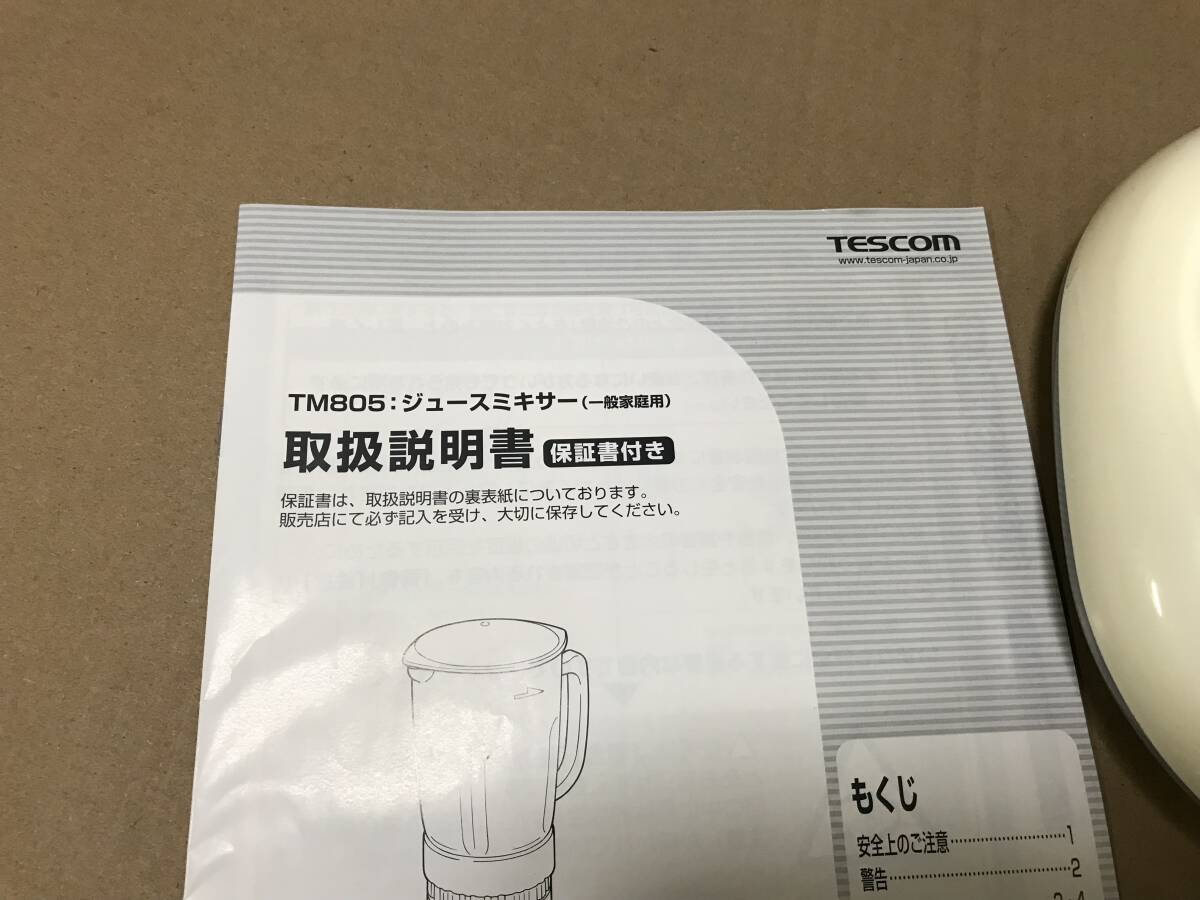 TESCOM
www.tescom-japan.co.jp
TM805:ジュースミキサー(一般家庭用)
取扱説明書 保証書付き
保証書は、取扱説明書の裏表紙についております。
販売店にて必ず記入を受け、大切に保存してください。
もくじ
安全上のご注意……………………1
警告……………………………2